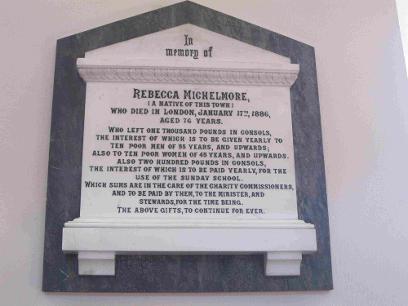 In
memory of
REBECCA MICHELMORE,
(A NATIVE OF THIS TOWN)
WHO DIED IN LONDON, JANUARY 17TH, 1886,
AGED 76 YEARS.
WHO LEFT ONE THOUSAND POUNDS IN CONSOLS,
THE INTEREST OF WHICH IS TO BE GIVEN YEARLY TO
TEN POOR MEN OF 55 YEARS, AND UPWARDS;
ALSO TO TEN POOR WOMEN OF 45 YEARS, AND UPWARDS.
ALSO TWO HUNDRED POUNDS IN CONSOLS,
THE INTEREST OF WHICH IS TO BE PAID YEARLY, FOR THE
USE OF THE SUNDAY SCHOOL.
WHICH SUMS ARE IN THE CARE OF THE CHARITY COMMISSIONERS,
AND TO BE PAID BY THEM, TO THE MINISTER, AND
STEWARDS, FOR THE TIME BEING.
THE ABOVE GIFTS, TO CONTINUE FOR EVER.